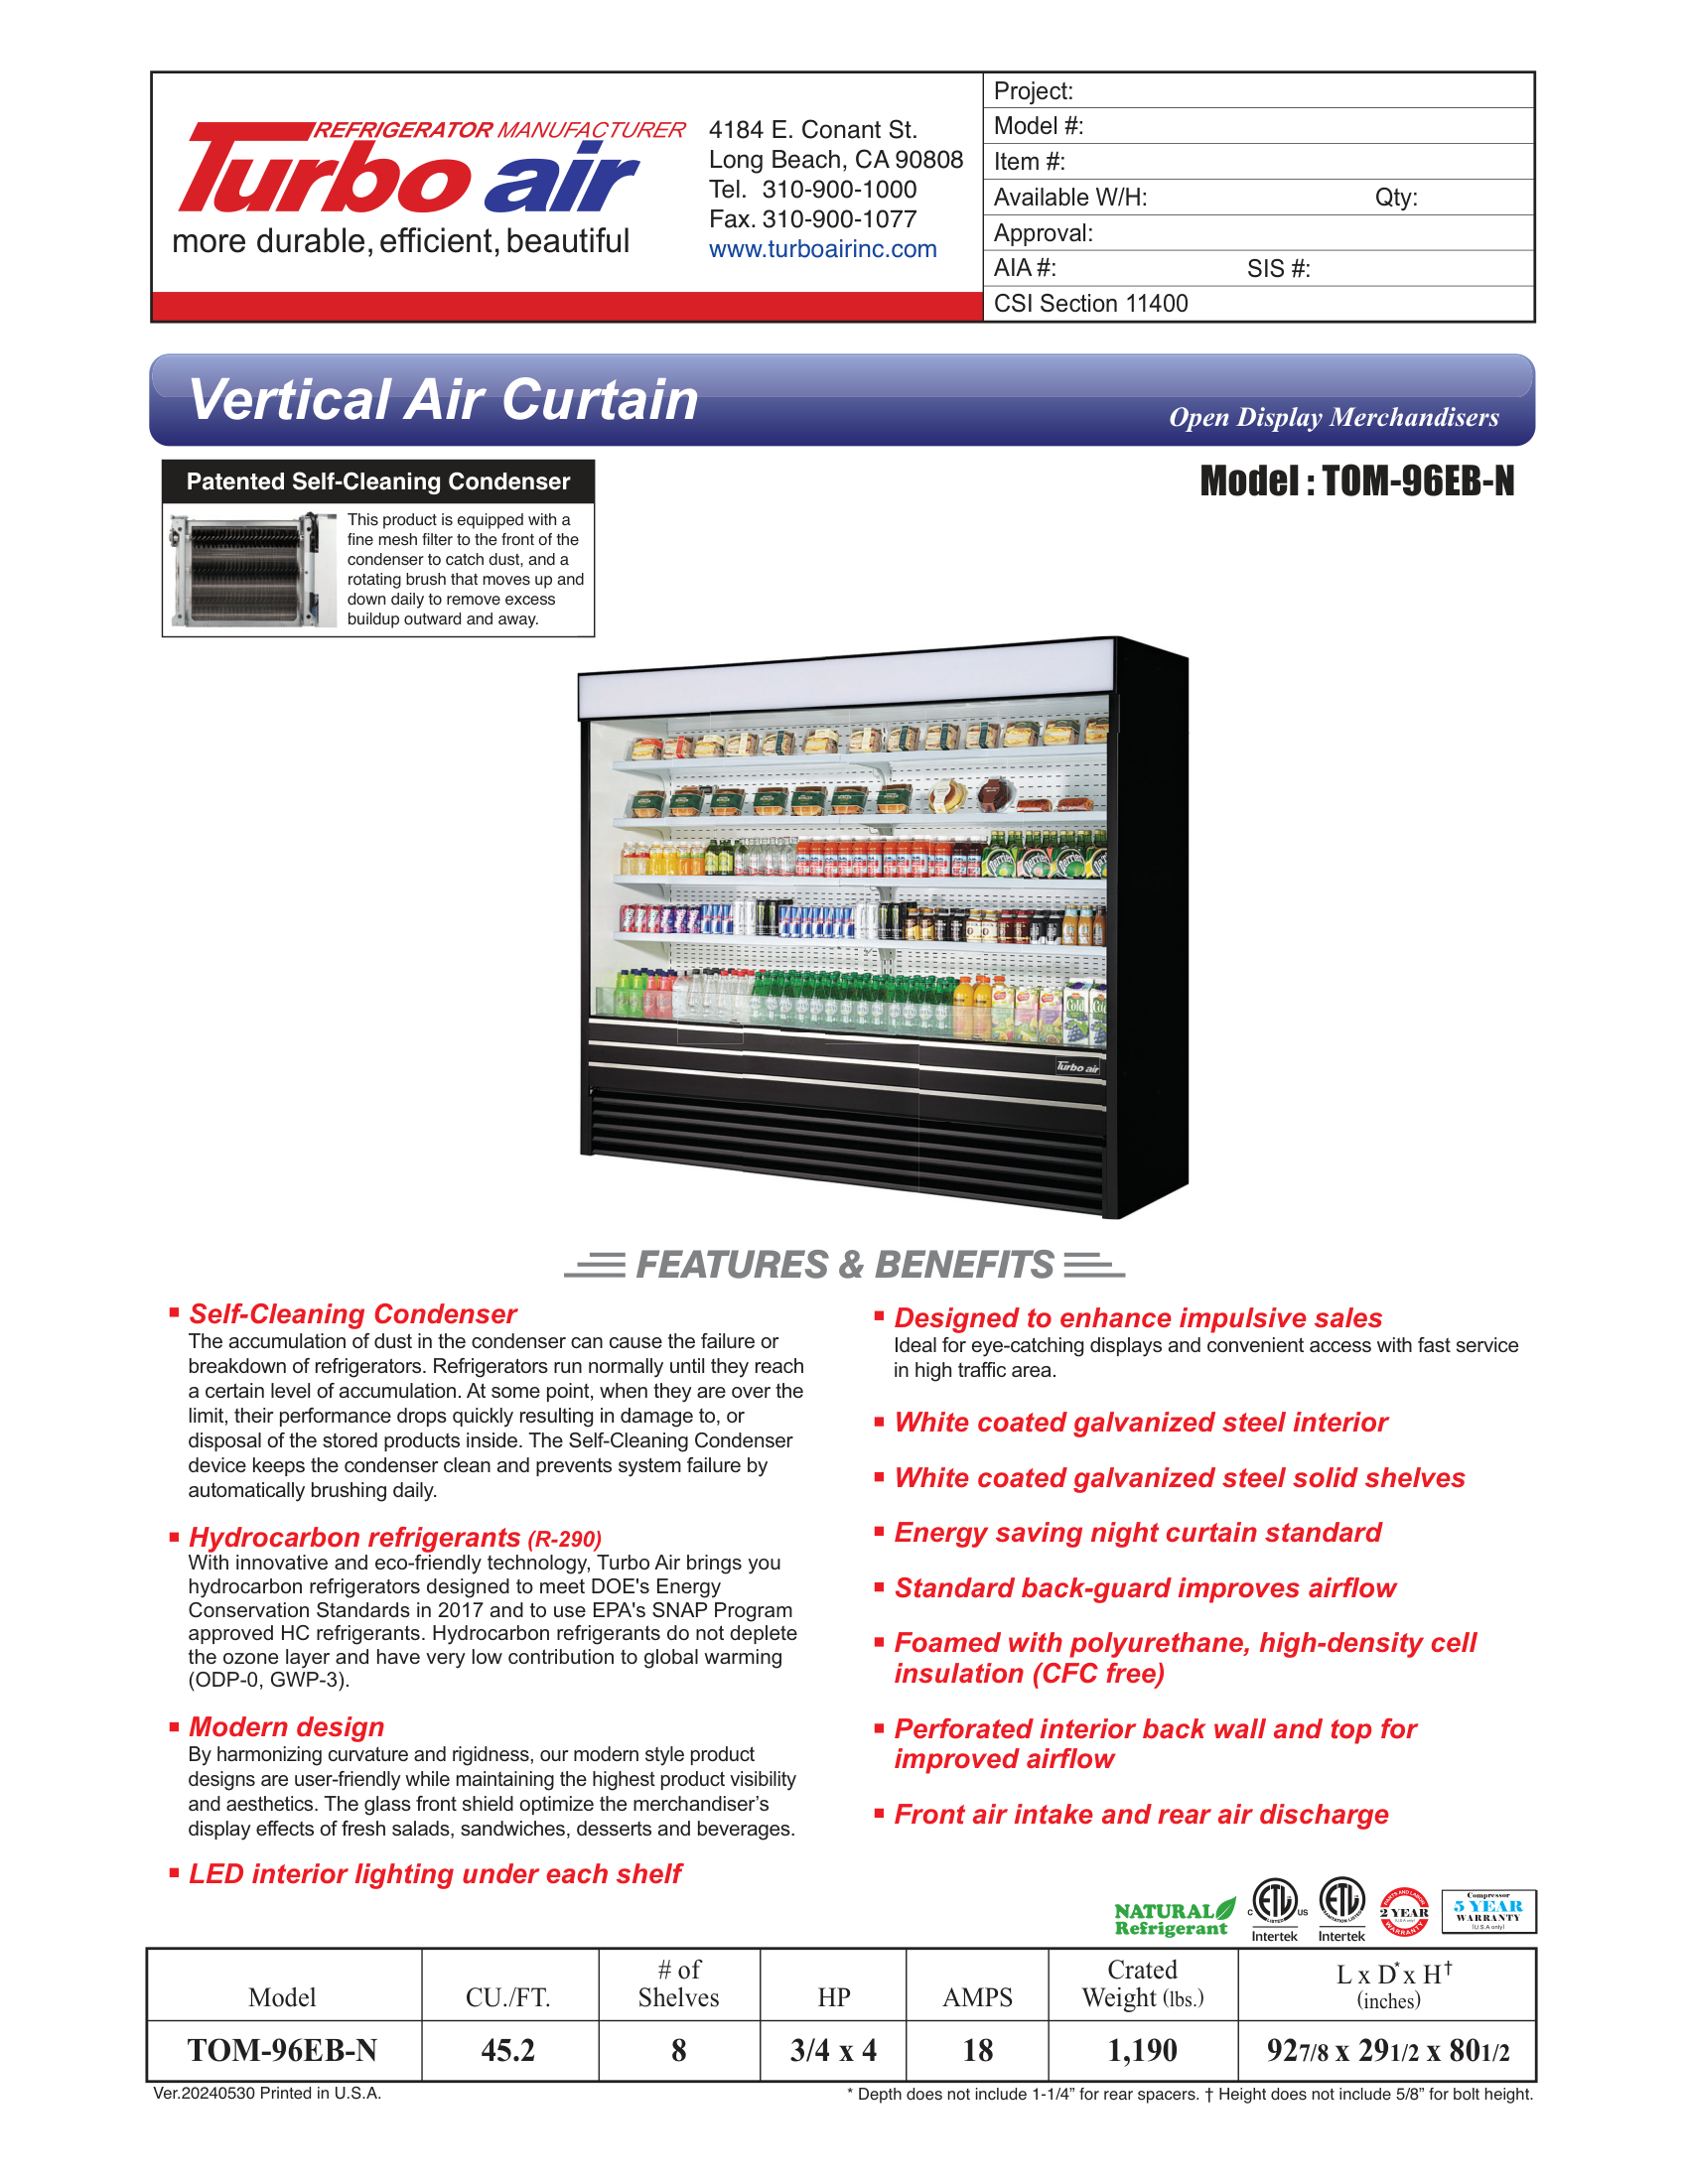 REFRIGERATOR MANUFACTURER
Turbo air
more durable, efficient, beautiful
4184 E. Conant St.
Long Beach, CA 90808
Tel. 310-900-1000
Fax. 310-900-1077
www.turboairinc.com
Project:
Model #:
Item #:
Available W/H: Qty:
Approval:
AIA #: SIS #:
CSI Section 11400
Vertical Air Curtain
Open Display Merchandisers
Patented Self-Cleaning Condenser
This product is equipped with a
fine mesh filter to the front of the
condenser to catch dust, and a
rotating brush that moves up and
down daily to remove excess
buildup outward and away.
Model : TOM-96EB-N
perrier perrier perrier
Turbo air
FEATURES & BENEFITS
▪ Self-Cleaning Condenser
The accumulation of dust in the condenser can cause the failure or
breakdown of refrigerators. Refrigerators run normally until they reach
a certain level of accumulation. At some point, when they are over the
limit, their performance drops quickly resulting in damage to, or
disposal of the stored products inside. The Self-Cleaning Condenser
device keeps the condenser clean and prevents system failure by
automatically brushing daily.
▪ Hydrocarbon refrigerants (R-290)
With innovative and eco-friendly technology, Turbo Air brings you
hydrocarbon refrigerators designed to meet DOE's Energy
Conservation Standards in 2017 and to use EPA's SNAP Program
approved HC refrigerants. Hydrocarbon refrigerants do not deplete
the ozone layer and have very low contribution to global warming
(ODP-0, GWP-3).
▪ Modern design
By harmonizing curvature and rigidness, our modern style product
designs are user-friendly while maintaining the highest product visibility
and aesthetics. The glass front shield optimize the merchandiser’s
display effects of fresh salads, sandwiches, desserts and beverages.
▪ LED interior lighting under each shelf
▪ Designed to enhance impulsive sales
Ideal for eye-catching displays and convenient access with fast service
in high traffic area.
▪ White coated galvanized steel interior
▪ White coated galvanized steel solid shelves
▪ Energy saving night curtain standard
▪ Standard back-guard improves airflow
▪ Foamed with polyurethane, high-density cell
insulation (CFC free)
▪ Perforated interior back wall and top for
improved airflow
▪ Front air intake and rear air discharge
NATURAL
Refrigerant
C ETL US
LISTED
Intertek
ETL
SANITATION LISTED
Intertek
PARTS AND LABOR
2 YEAR
(U.S.A only)
WARRANTY
Compressor
5 YEAR
WARRANTY
(U.S.A only)
Model CU./FT. # of Shelves HP AMPS Crated Weight (lbs.) L x D* x H† (inches)
TOM-96EB-N 45.2 8 3/4 x 4 18 1,190 927/8 x 291/2 x 801/2
Ver.20240530 Printed in U.S.A.
* Depth does not include 1-1/4” for rear spacers. † Height does not include 5/8” for bolt height.